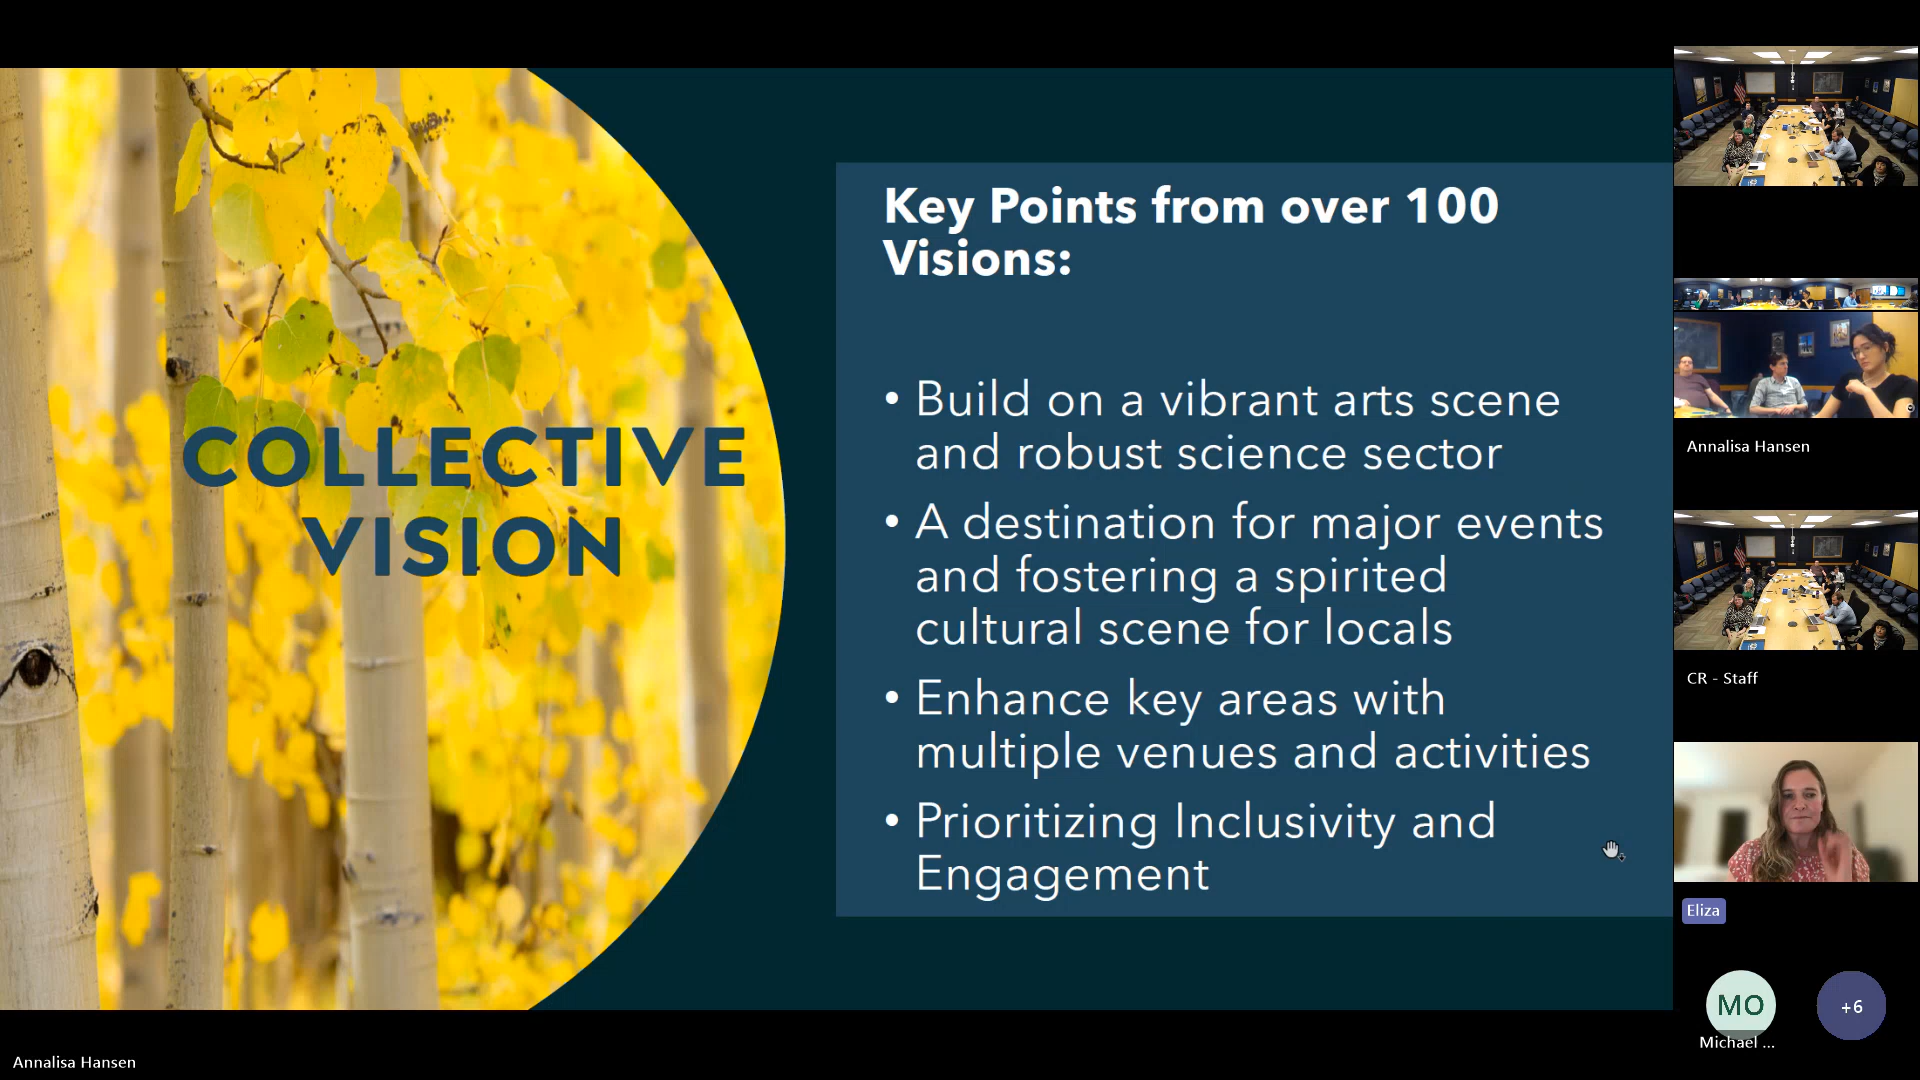 COLLECTIVE
VISION
Key Points from over 100
Visions:
• Build on a vibrant arts scene
and robust science sector
• A destination for major events
and fostering a spirited
cultural scene for locals
• Enhance key areas with
multiple venues and activities
• Prioritizing Inclusivity and
Engagement
Annalisa Hansen
CR - Staff
Eliza
MO
+6
Michael ...
Annalisa Hansen